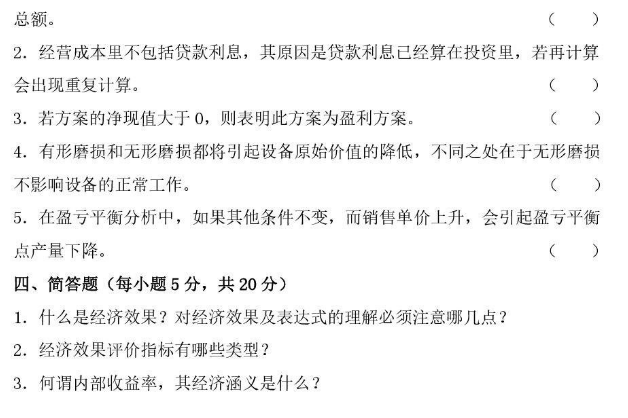 总额。 （ ）
2．经营成本里不包括贷款利息，其原因是贷款利息已经算在投资里，若再计算
会出现重复计算。 （ ）
3．若方案的净现值大于 0，则表明此方案为盈利方案。 （ ）
4．有形磨损和无形磨损都将引起设备原始价值的降低，不同之处在于无形磨损
不影响设备的正常工作。 （ ）
5．在盈亏平衡分析中，如果其他条件不变，而销售单价上升，会引起盈亏平衡
点产量下降。 （ ）
四、简答题（每小题 5 分，共 20 分）
1．什么是经济效果？对经济效果及表达式的理解必须注意哪几点？
2．经济效果评价指标有哪些类型？
3．何谓内部收益率，其经济涵义是什么？